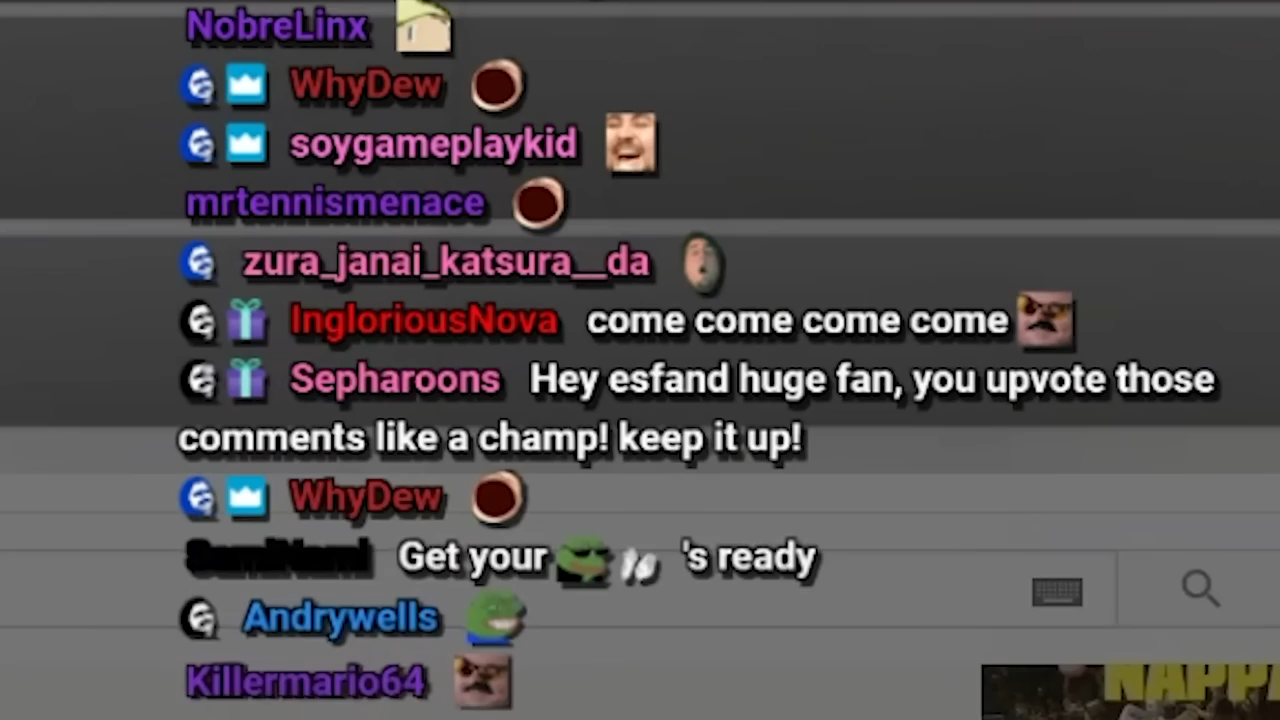 NobreLinx
WhyDew
soygameplaykid
mrtennismenace
zura_janai_katsura__da
IngloriousNova come come come come
Sepharoons Hey esfand huge fan, you upvote those
comments like a champ! keep it up!
WhyDew
Get your 's ready
Andrywells
Killermario64